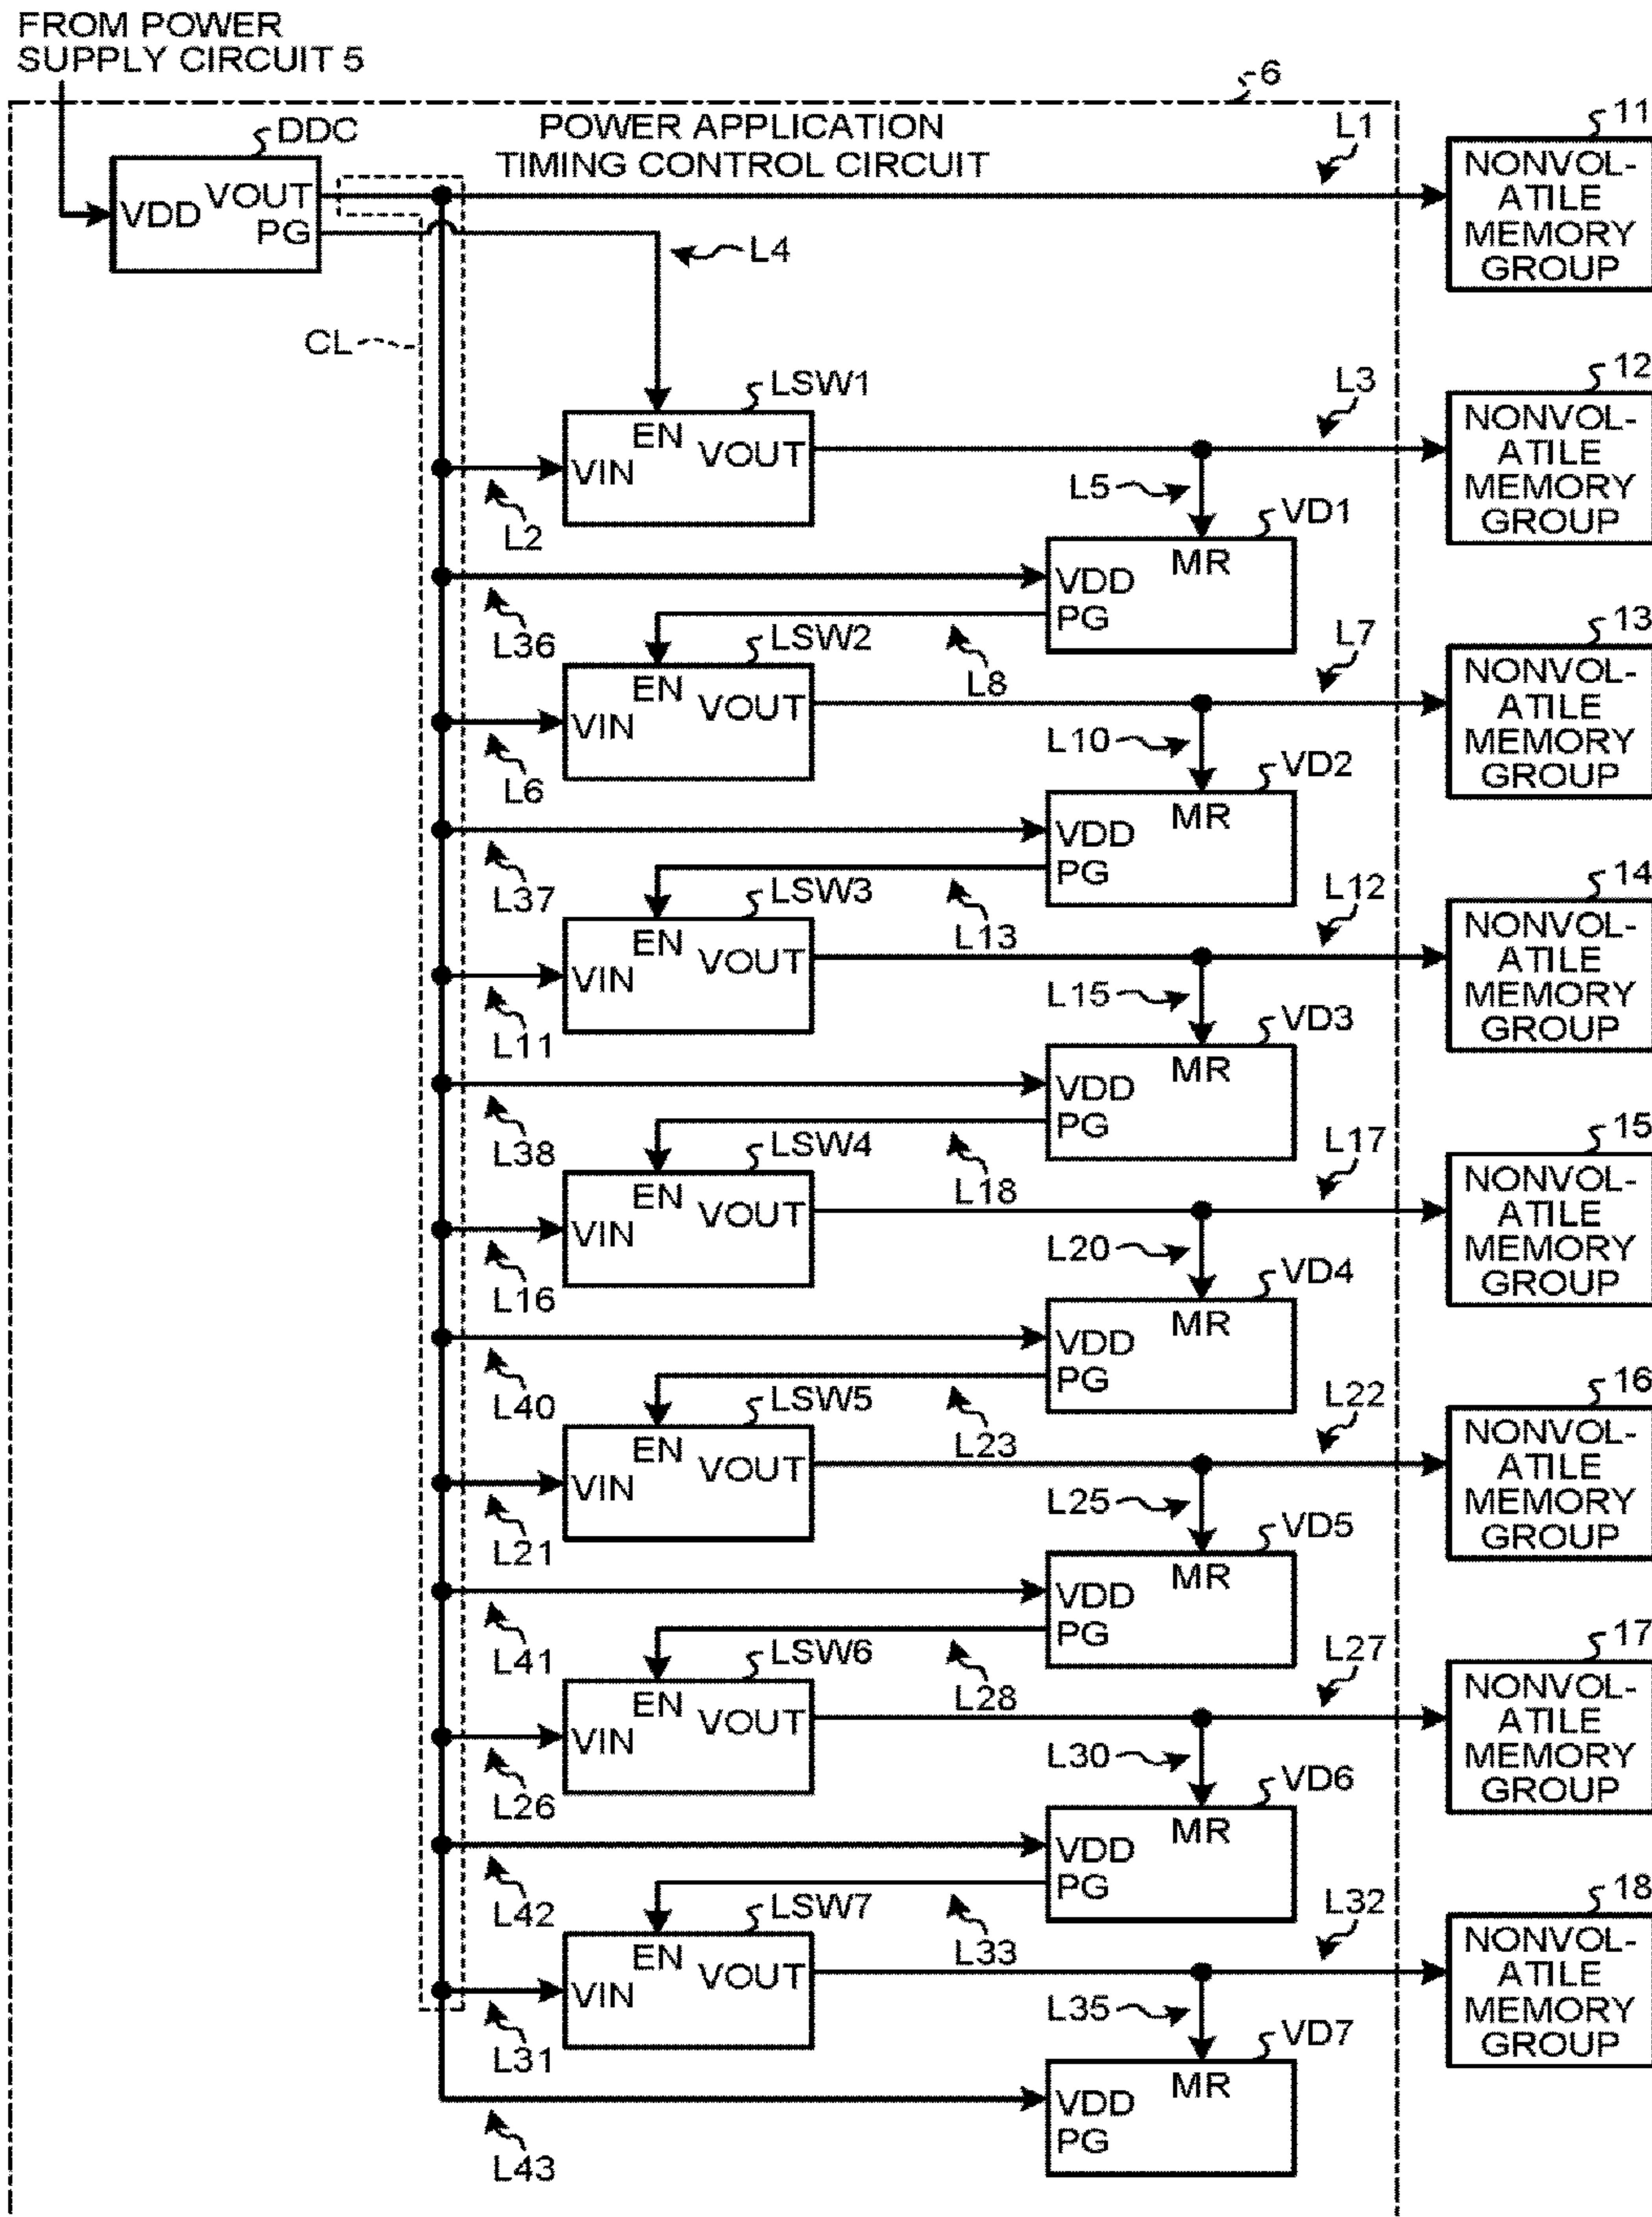 FROM POWER
SUPPLY CIRCUIT 5
6
DDC
POWER APPLICATION
TIMING CONTROL CIRCUIT
L1
11
VDD
VOUT
PG
NONVOL-
ATILE
MEMORY
GROUP
L4
CL
LSW1
L3
12
EN
VOUT
VIN
NONVOL-
ATILE
MEMORY
GROUP
L2
L5
VD1
MR
VDD
PG
L36
LSW2
L8
L7
13
EN
VOUT
VIN
NONVOL-
ATILE
MEMORY
GROUP
L6
L10
VD2
MR
VDD
PG
L37
LSW3
L13
L12
14
EN
VOUT
VIN
NONVOL-
ATILE
MEMORY
GROUP
L11
L15
VD3
MR
VDD
PG
L38
LSW4
L18
L17
15
EN
VOUT
VIN
NONVOL-
ATILE
MEMORY
GROUP
L16
L20
VD4
MR
VDD
PG
L40
LSW5
L23
L22
16
EN
VOUT
VIN
NONVOL-
ATILE
MEMORY
GROUP
L21
L25
VD5
MR
VDD
PG
L41
LSW6
L28
L27
17
EN
VOUT
VIN
NONVOL-
ATILE
MEMORY
GROUP
L26
L30
VD6
MR
VDD
PG
L42
LSW7
L33
L32
18
EN
VOUT
VIN
NONVOL-
ATILE
MEMORY
GROUP
L31
L35
VD7
MR
VDD
PG
L43